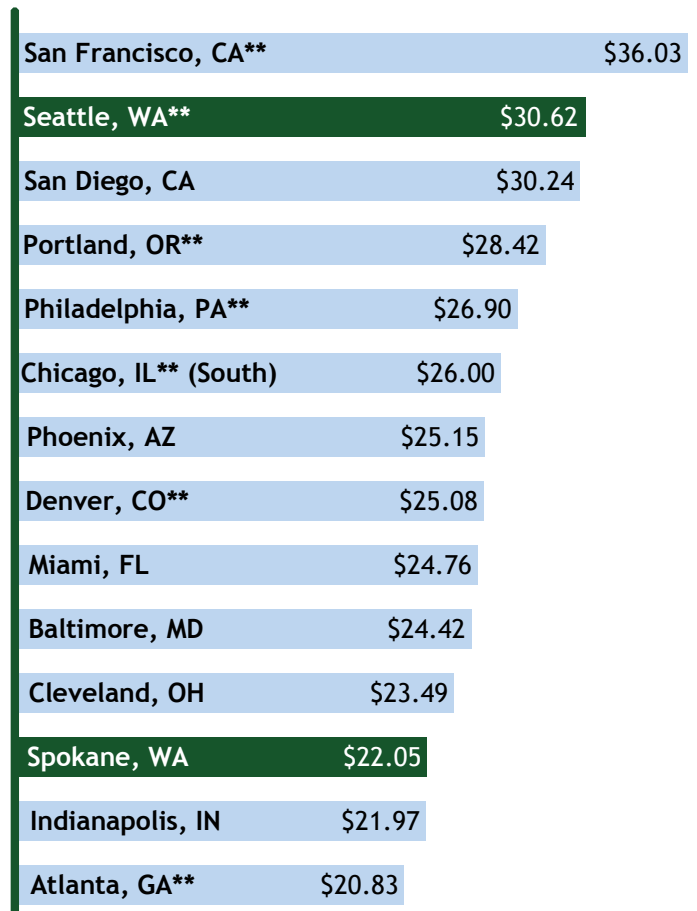 San Francisco, CA** $36.03
Seattle, WA** $30.62
San Diego, CA $30.24
Portland, OR** $28.42
Philadelphia, PA** $26.90
Chicago, IL** (South) $26.00
Phoenix, AZ $25.15
Denver, CO** $25.08
Miami, FL $24.76
Baltimore, MD $24.42
Cleveland, OH $23.49
Spokane, WA $22.05
Indianapolis, IN $21.97
Atlanta, GA** $20.83